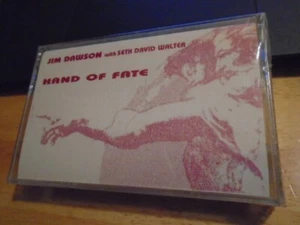 JIM DAWSON with SETH DAVID WALTER
HAND OF FATE